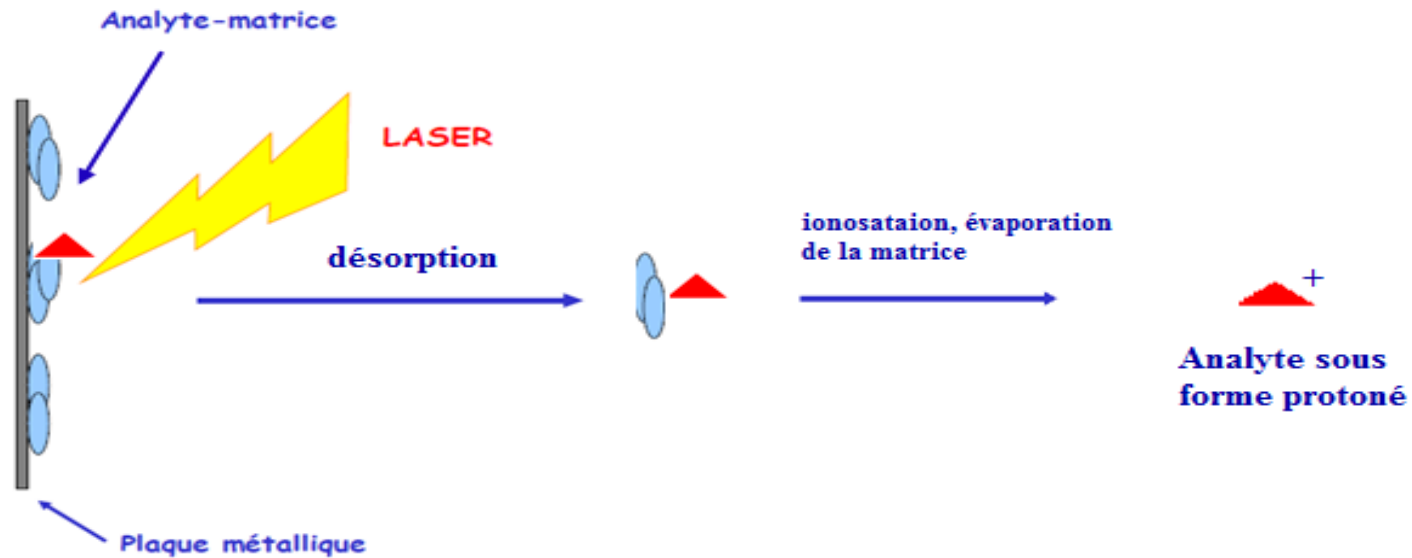 Analyte-matrice
LASER
désorption
ionosataion, évaporation
de la matrice
+
Analyte sous
forme protoné
Plaque métallique